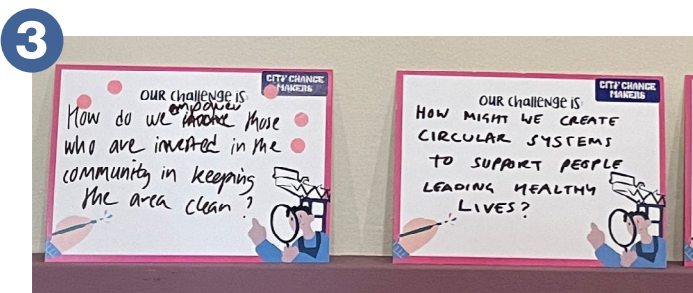 3
CITY CHANGE
MAKERS
OUR challenge is
empower
How do we those
who are invested in the
community in keeping
the area clean?
CITY CHANGE
MAKERS
OUR challenge is
HOW MIGHT WE CREATE
CIRCULAR SYSTEMS
TO SUPPORT PEOPLE
LEADING HEALTHY
LIVES?